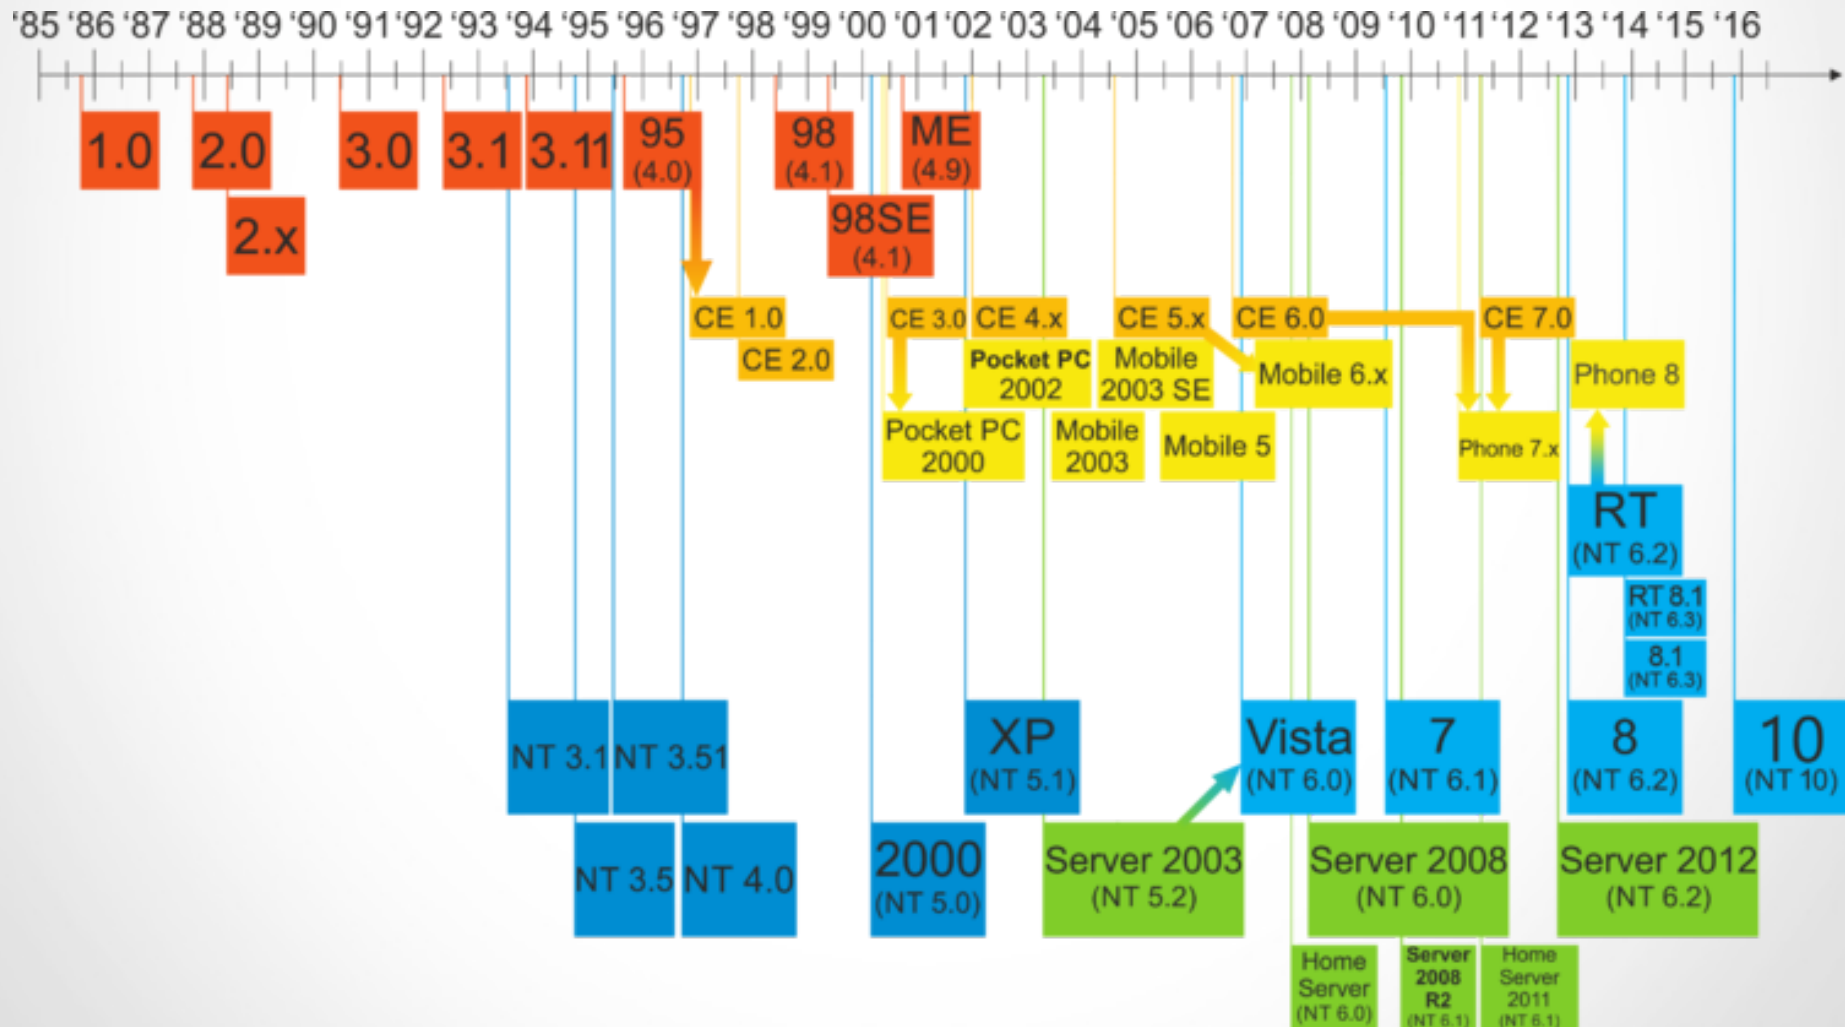 ‘85 ‘86 ‘87 ‘88 ‘89 ‘90 ‘91 ‘92 ‘93 ‘94 ‘95 ‘96 ‘97 ‘98 ‘99 ‘00 ‘01 ‘02 ‘03 ‘04 ‘05 ‘06 ‘07 ‘08 ‘09 ‘10 ‘11 ‘12 ‘13 ‘14 ‘15 ‘16
1.0
2.0
3.0
3.1
3.11
95
(4.0)
98
(4.1)
ME
(4.9)
2.x
98SE
(4.1)
CE 1.0
CE 3.0
CE 4.x
CE 5.x
CE 6.0
CE 7.0
CE 2.0
Pocket PC
2002
Mobile
2003 SE
Mobile 6.x
Phone 8
Pocket PC
2000
Mobile
2003
Mobile 5
Phone 7.x
RT
(NT 6.2)
RT 8.1
(NT 6.3)
8.1
(NT 6.3)
NT 3.1
NT 3.51
XP
(NT 5.1)
Vista
(NT 6.0)
7
(NT 6.1)
8
(NT 6.2)
10
(NT 10)
NT 3.5
NT 4.0
2000
(NT 5.0)
Server 2003
(NT 5.2)
Server 2008
(NT 6.0)
Server 2012
(NT 6.2)
Home
Server
(NT 6.0)
Server
2008
R2
(NT 6.1)
Home
Server
2011
(NT 6.1)